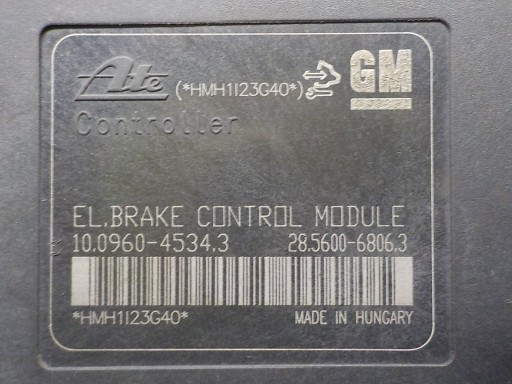 Ate (*HMH1I23G40*) GM
Controller
EL.BRAKE CONTROL MODULE
10.0960-4534.3 28.5600-6806.3
*HMH1I23G40* MADE IN HUNGARY